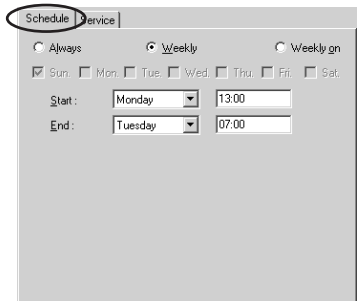 Schedule Service
Always Weekly Weekly on
Sun. Mon. Tue. Wed. Thu. Fri. Sat.
Start : Monday 13:00
End : Tuesday 07:00